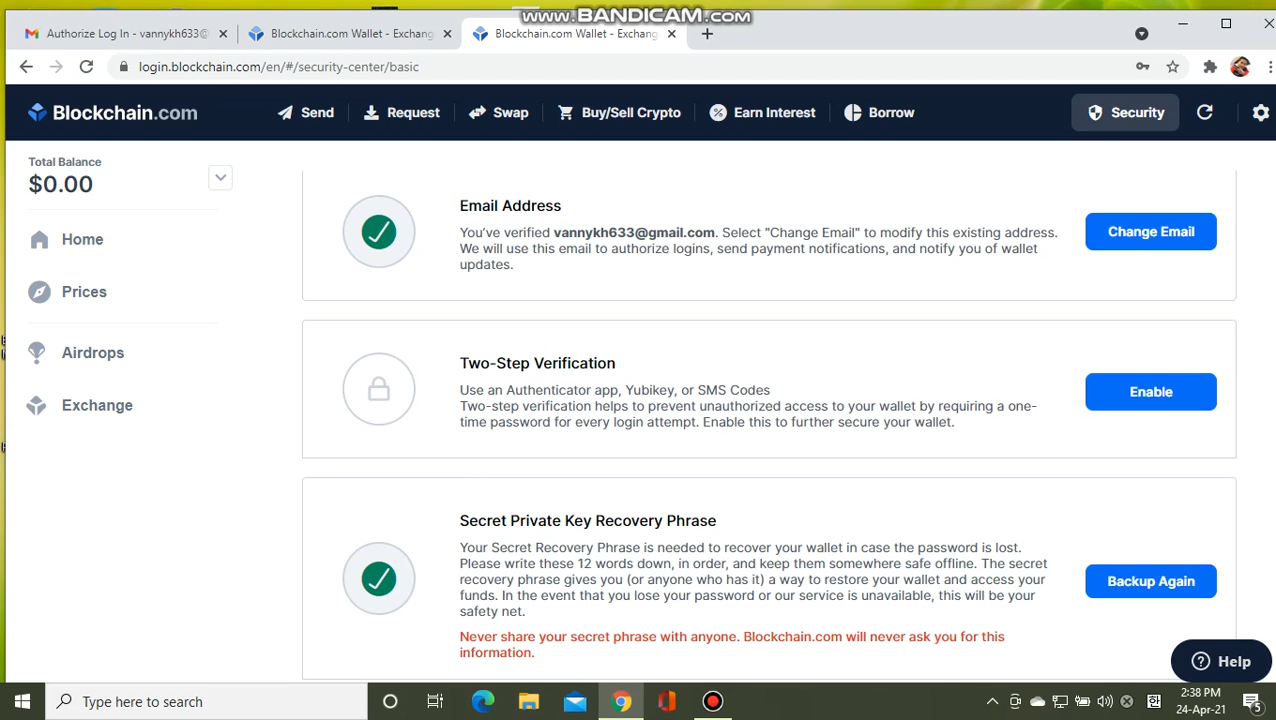 www.BANDICAM.com
Authorize Log In - vannykh633@
Blockchain.com Wallet - Exchang
Blockchain.com Wallet - Exchang
login.blockchain.com/en/#/security-center/basic
Blockchain.com
Send
Request
Swap
Buy/Sell Crypto
Earn Interest
Borrow
Security
Total Balance
$0.00
Home
Prices
Airdrops
Exchange
Email Address
You've verified vannykh633@gmail.com. Select "Change Email" to modify this existing address.
We will use this email to authorize logins, send payment notifications, and notify you of wallet
updates.
Change Email
Two-Step Verification
Use an Authenticator app, Yubikey, or SMS Codes
Two-step verification helps to prevent unauthorized access to your wallet by requiring a one-
time password for every login attempt. Enable this to further secure your wallet.
Enable
Secret Private Key Recovery Phrase
Your Secret Recovery Phrase is needed to recover your wallet in case the password is lost.
Please write these 12 words down, in order, and keep them somewhere safe offline. The secret
recovery phrase gives you (or anyone who has it) a way to restore your wallet and access your
funds. In the event that you lose your password or our service is unavailable, this will be your
safety net.
Never share your secret phrase with anyone. Blockchain.com will never ask you for this
information.
Backup Again
Help
Type here to search
2:38 PM
24-Apr-21
5